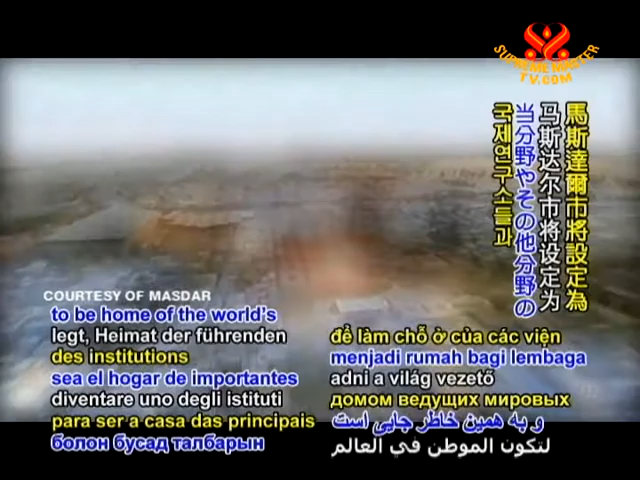 SUPREME MASTER
TV.COM
馬斯達爾市將設定為
马斯达尔市将设定为
当分野やその他分野の
국제연구소들과
COURTESY OF MASDAR
to be home of the world's
legt, Heimat der führenden
des institutions
sea el hogar de importantes
diventare uno degli istituti
para ser a casa das principais
болон бусад талбарын
để làm chỗ ở của các viện
menjadi rumah bagi lembaga
adni a világ vezető
домом ведущих мировых
و به همین خاطر جایی است
لتكون الموطن في العالم